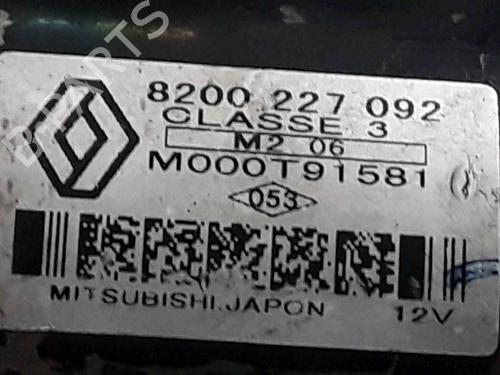 8200 227 092
CLASSE 3
M2 06
M000T91581
053
MITSUBISHI.JAPON
12V